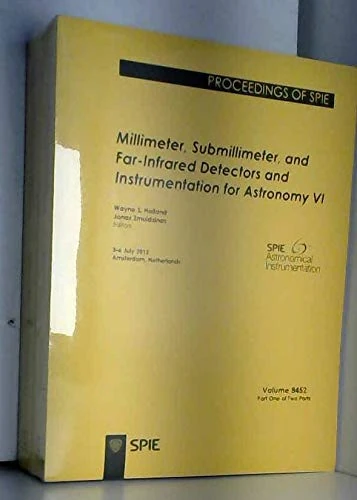 PROCEEDINGS OF SPIE
Millimeter, Submillimeter, and
Far-Infrared Detectors and
Instrumentation for Astronomy VI
Wayne S. Holland
Jonas Zmuidzinas
Editors
3–6 July 2012
Amsterdam, Netherlands
SPIE
Astronomical
Instrumentation
Volume 8452
Part One of Two Parts
SPIE